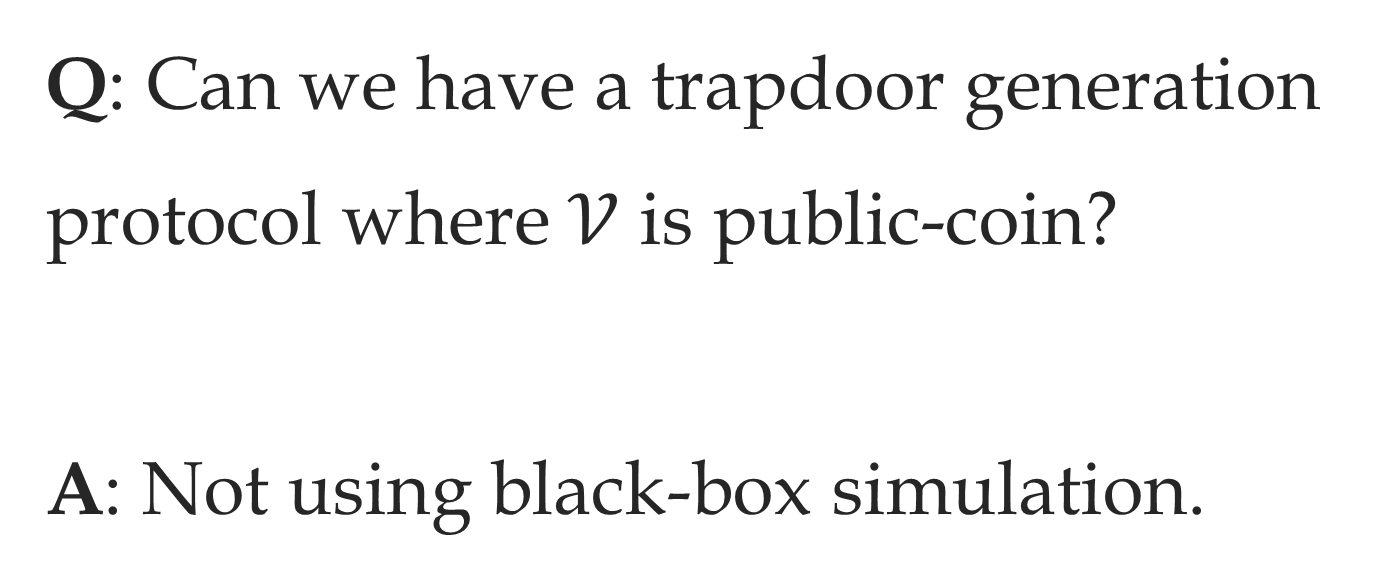 Q: Can we have a trapdoor generation
protocol where 𝒱 is public-coin?
A: Not using black-box simulation.